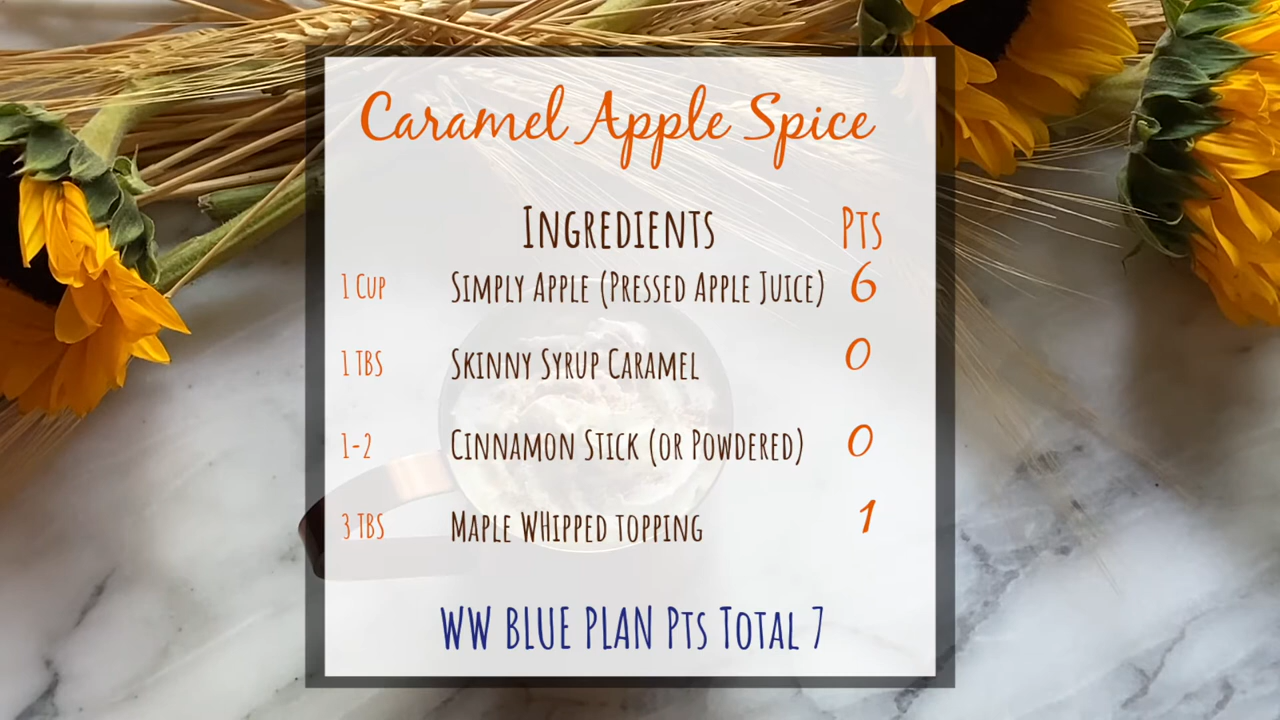 Caramel Apple Spice
Ingredients Pts
1 Cup Simply Apple (Pressed Apple Juice) 6
1 TBS Skinny Syrup Caramel 0
1-2 Cinnamon Stick (or Powdered) 0
3 TBS Maple Whipped topping 1
WW BLUE PLAN Pts Total 7